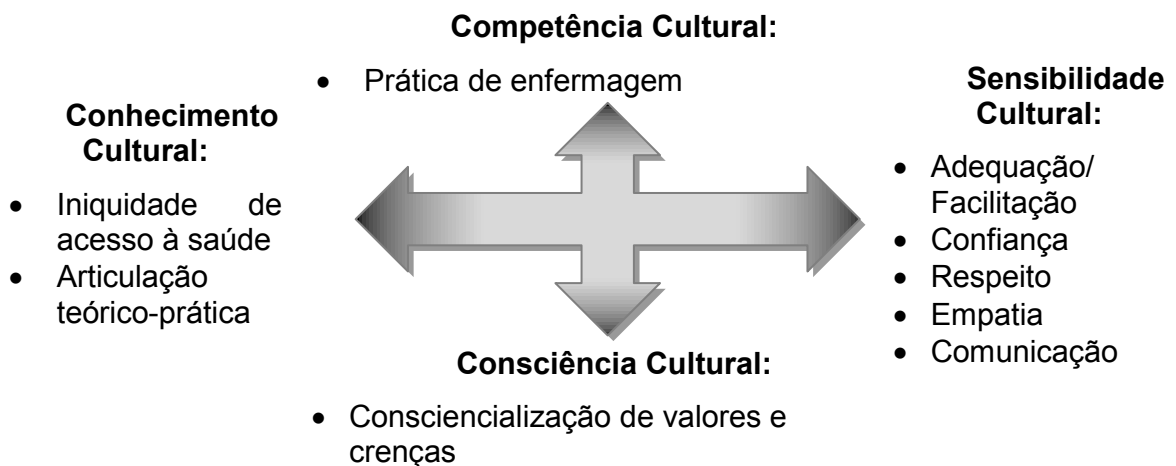 Competência Cultural:
• Prática de enfermagem
Conhecimento
Cultural:
• Iniquidade de
acesso à saúde
• Articulação
teórico-prática
Sensibilidade
Cultural:
• Adequação/
Facilitação
• Confiança
• Respeito
• Empatia
• Comunicação
Consciência Cultural:
• Consciencialização de valores e
crenças